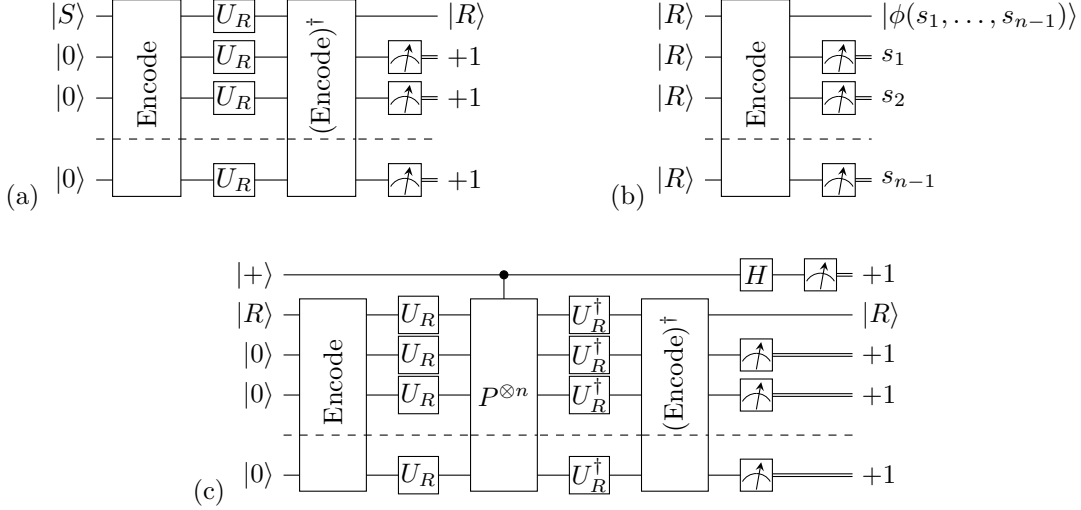 |S⟩ U_R |R⟩ |R⟩ |ϕ(s_1, …, s_{n−1})⟩
|0⟩ U_R +1 |R⟩ s_1
|0⟩ Encode U_R (Encode)† +1 |R⟩ Encode s_2
(a) |0⟩ U_R +1 (b) |R⟩ s_{n−1}
|+⟩ H +1
|R⟩ U_R U_R† |R⟩
|0⟩ Encode U_R U_R† (Encode)† +1
|0⟩ U_R P^{⊗n} U_R† +1
(c) |0⟩ U_R U_R† +1